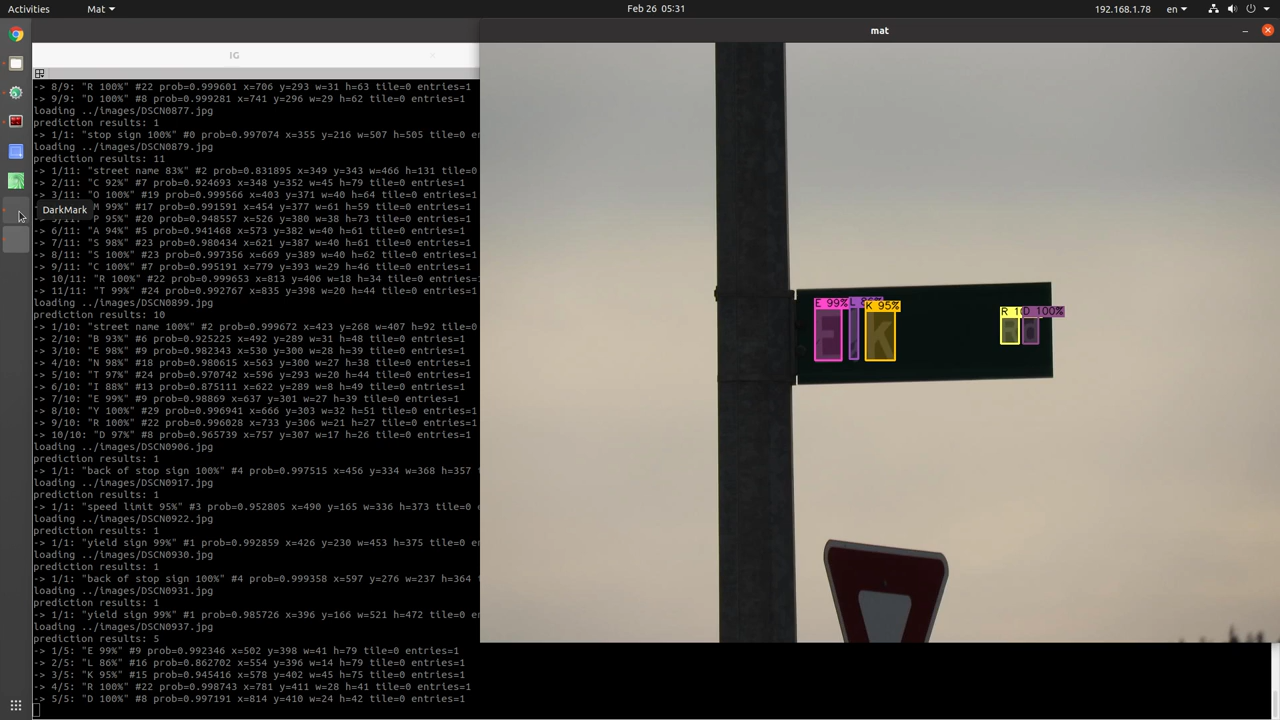 Activities
Mat
Feb 26 05:31
192.168.1.78
en
IG
mat
-> 8/9: "R 100%" #22 prob=0.999601 x=706 y=293 w=31 h=63 tile=0 entries=1
-> 9/9: "D 100%" #8 prob=0.999281 x=741 y=296 w=29 h=62 tile=0 entries=1
loading ../images/DSCN0877.jpg
prediction results: 1
-> 1/1: "stop sign 100%" #0 prob=0.997074 x=355 y=216 w=507 h=505 tile=0
loading ../images/DSCN0879.jpg
prediction results: 11
-> 1/11: "street name 83%" #2 prob=0.831895 x=349 y=343 w=466 h=131 tile=0
-> 2/11: "C 92%" #7 prob=0.924693 x=348 y=352 w=45 h=79 tile=0 entries=1
-> 3/11: "O 100%" #19 prob=0.999566 x=403 y=371 w=40 h=64 tile=0 entries=1
M 99%" #17 prob=0.991591 x=454 y=377 w=61 h=61 tile=0 entries=1
P 95%" #20 prob=0.948557 x=526 y=380 w=38 h=73 tile=0 entries=1
-> 6/11: "A 94%" #5 prob=0.941468 x=573 y=382 w=40 h=61 tile=0 entries=1
-> 7/11: "S 98%" #23 prob=0.980434 x=621 y=387 w=40 h=61 tile=0 entries=1
-> 8/11: "S 100%" #23 prob=0.997356 x=669 y=389 w=40 h=62 tile=0 entries=1
-> 9/11: "C 100%" #7 prob=0.995191 x=779 y=393 w=29 h=46 tile=0 entries=1
-> 10/11: "R 100%" #22 prob=0.999653 x=813 y=406 w=18 h=34 tile=0 entries=1
-> 11/11: "T 99%" #24 prob=0.992767 x=835 y=398 w=20 h=44 tile=0 entries=1
loading ../images/DSCN0899.jpg
prediction results: 10
-> 1/10: "street name 100%" #2 prob=0.999672 x=423 y=268 w=407 h=92 tile=0
-> 2/10: "B 93%" #6 prob=0.925225 x=492 y=289 w=31 h=48 tile=0 entries=1
-> 3/10: "E 98%" #9 prob=0.982343 x=530 y=300 w=28 h=39 tile=0 entries=1
-> 4/10: "N 98%" #18 prob=0.980615 x=563 y=300 w=27 h=38 tile=0 entries=1
-> 5/10: "T 97%" #24 prob=0.970742 x=596 y=293 w=20 h=44 tile=0 entries=1
-> 6/10: "I 88%" #13 prob=0.875111 x=622 y=289 w=8 h=49 tile=0 entries=1
-> 7/10: "E 99%" #9 prob=0.98869 x=637 y=301 w=27 h=39 tile=0 entries=1
-> 8/10: "Y 100%" #29 prob=0.996941 x=666 y=303 w=32 h=51 tile=0 entries=1
-> 9/10: "R 100%" #22 prob=0.996028 x=733 y=306 w=21 h=27 tile=0 entries=1
-> 10/10: "D 97%" #8 prob=0.965739 x=757 y=307 w=17 h=26 tile=0 entries=1
loading ../images/DSCN0906.jpg
prediction results: 1
-> 1/1: "back of stop sign 100%" #4 prob=0.997515 x=456 y=334 w=368 h=357 t
loading ../images/DSCN0917.jpg
prediction results: 1
-> 1/1: "speed limit 95%" #3 prob=0.952805 x=490 y=165 w=336 h=373 tile=0
loading ../images/DSCN0922.jpg
prediction results: 1
-> 1/1: "yield sign 99%" #1 prob=0.992859 x=426 y=230 w=453 h=375 tile=0
loading ../images/DSCN0930.jpg
prediction results: 1
-> 1/1: "back of stop sign 100%" #4 prob=0.999358 x=597 y=276 w=237 h=364
loading ../images/DSCN0931.jpg
prediction results: 1
-> 1/1: "yield sign 99%" #1 prob=0.985726 x=396 y=166 w=521 h=472 tile=0
loading ../images/DSCN0937.jpg
prediction results: 5
-> 1/5: "E 99%" #9 prob=0.992346 x=502 y=398 w=41 h=79 tile=0 entries=1
-> 2/5: "L 86%" #16 prob=0.862702 x=554 y=396 w=14 h=79 tile=0 entries=1
-> 3/5: "K 95%" #15 prob=0.945416 x=578 y=402 w=45 h=75 tile=0 entries=1
-> 4/5: "R 100%" #22 prob=0.998743 x=781 y=411 w=28 h=41 tile=0 entries=1
-> 5/5: "D 100%" #8 prob=0.997191 x=814 y=410 w=24 h=42 tile=0 entries=1
DarkMark
E 99% L K 95%
R 10 D 100%
E l K Rd